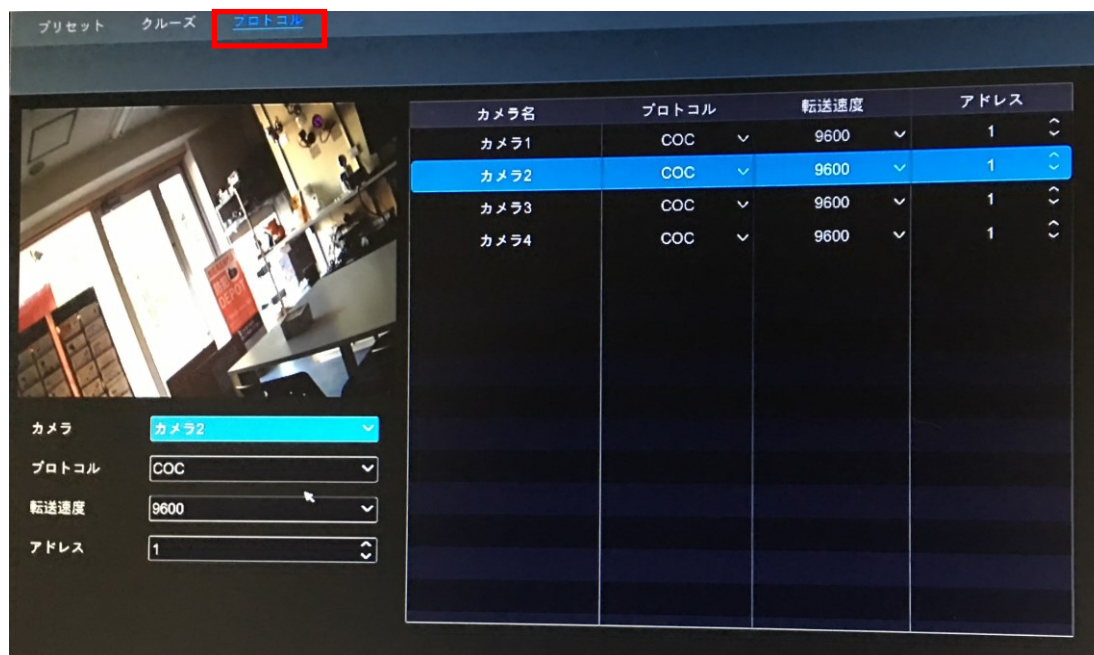 プリセット クルーズ プロトコル
カメラ名 プロトコル 転送速度 アドレス
カメラ1 COC 9600 1
カメラ2 COC 9600 1
カメラ3 COC 9600 1
カメラ4 COC 9600 1
DEPOT
カメラ カメラ2
プロトコル COC
転送速度 9600
アドレス 1